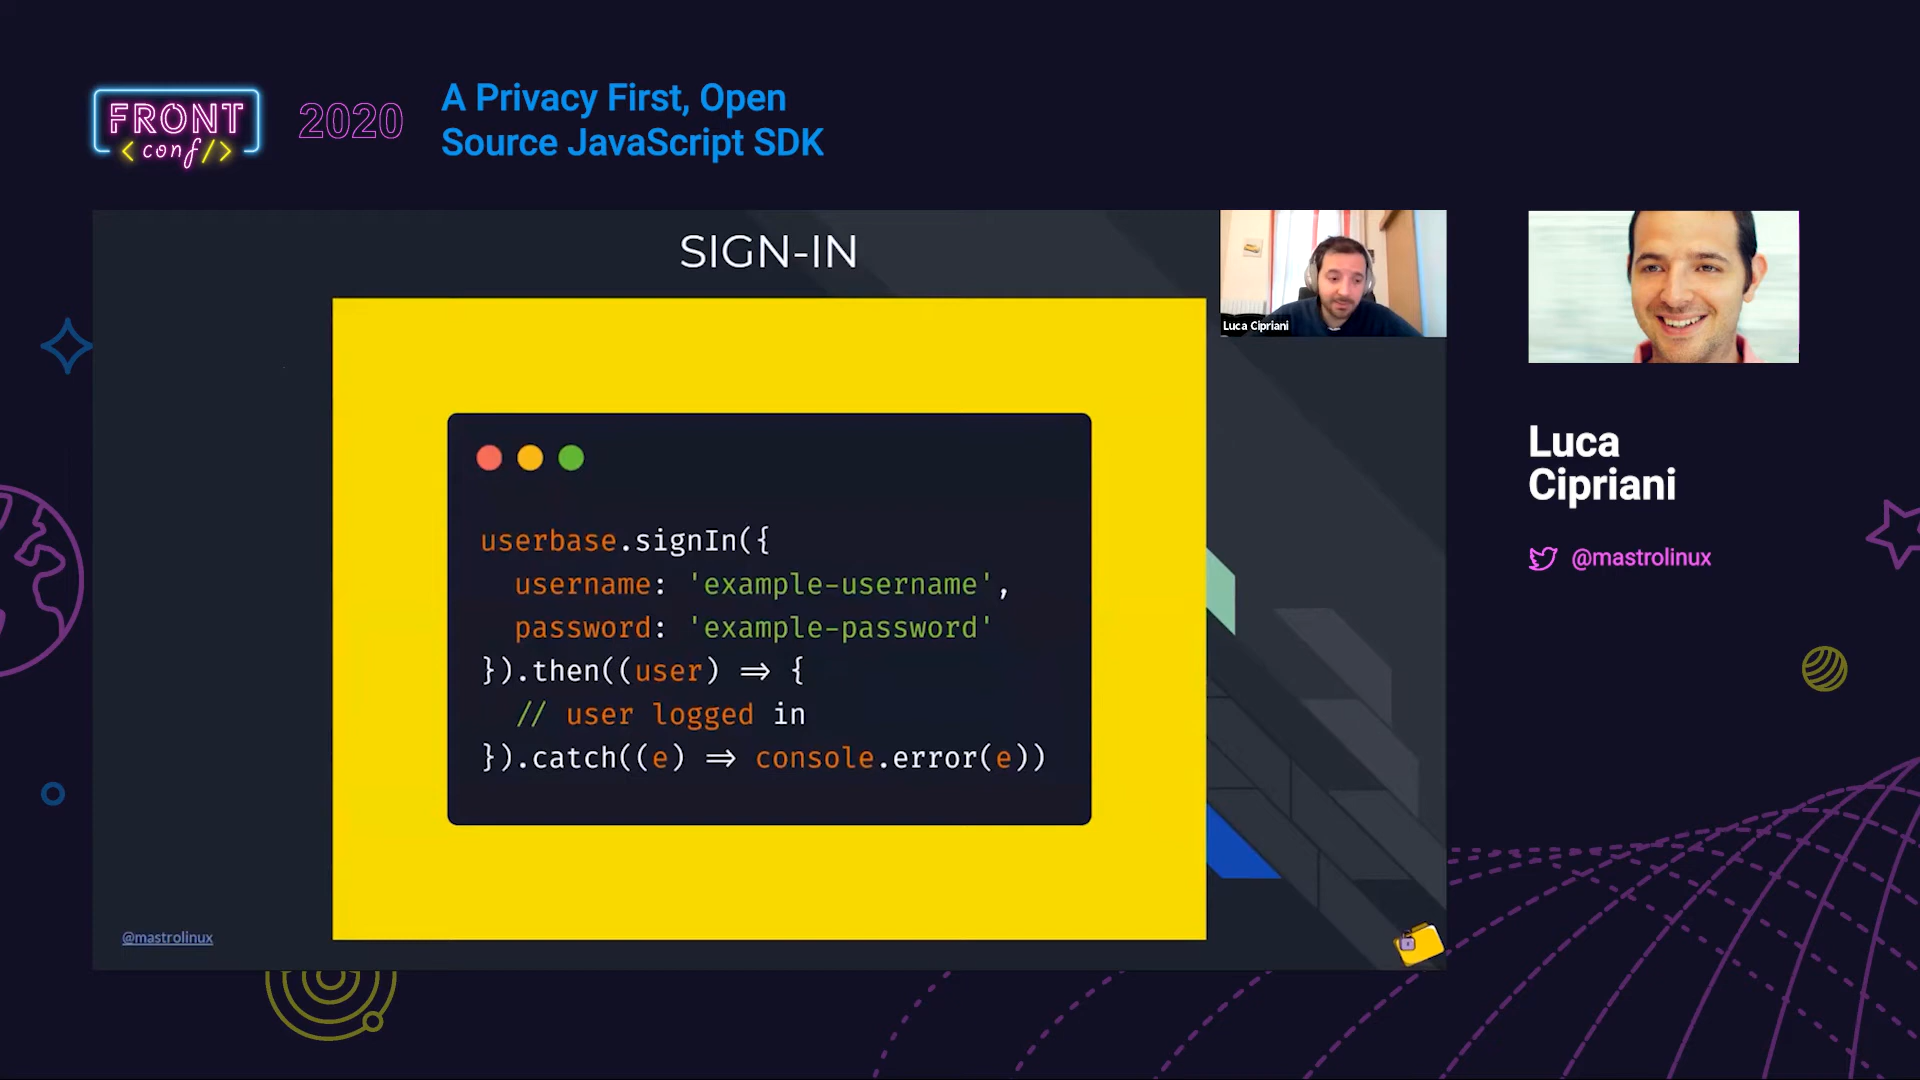 FRONT
< conf/>
2020
A Privacy First, Open
Source JavaScript SDK
SIGN-IN
userbase.signIn({
username: 'example-username',
password: 'example-password'
}).then((user) => {
// user logged in
}).catch((e) => console.error(e))
@mastrolinux
Luca Cipriani
Luca
Cipriani
@mastrolinux